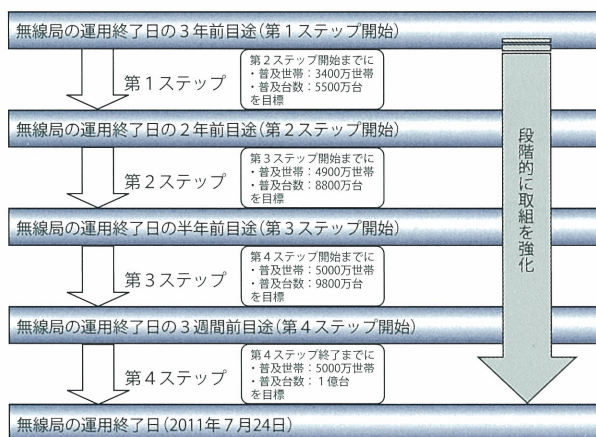 無線局の運用終了日の3年前目途(第1ステップ開始)
第1ステップ
第2ステップ開始までに
・普及世帯：3400万世帯
・普及台数：5500万台
を目標
無線局の運用終了日の2年前目途(第2ステップ開始)
第2ステップ
第3ステップ開始までに
・普及世帯：4900万世帯
・普及台数：8800万台
を目標
無線局の運用終了日の半年前目途(第3ステップ開始)
第3ステップ
第4ステップ開始までに
・普及世帯：5000万世帯
・普及台数：9800万台
を目標
無線局の運用終了日の3週間前目途(第4ステップ開始)
第4ステップ
第4ステップ終了までに
・普及世帯：5000万世帯
・普及台数：1億台
を目標
無線局の運用終了日(2011年7月24日)
段階的に取組を強化